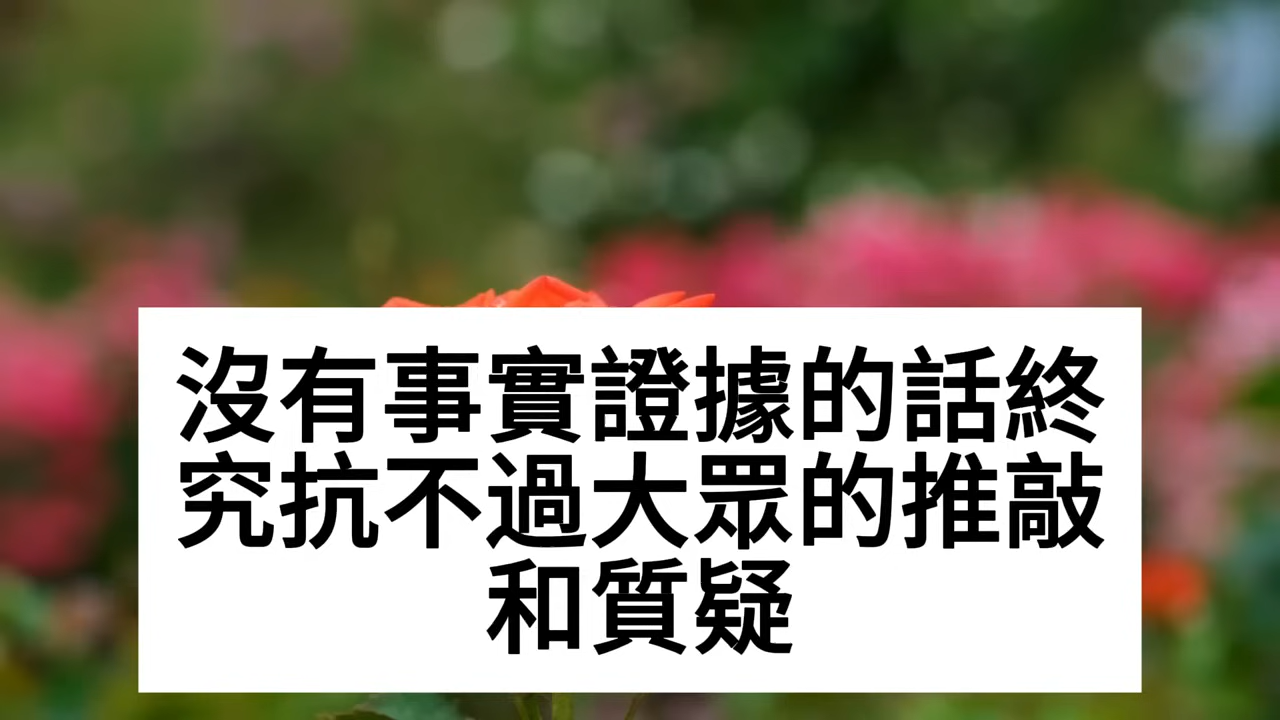 沒有事實證據的話終
究抗不過大眾的推敲
和質疑